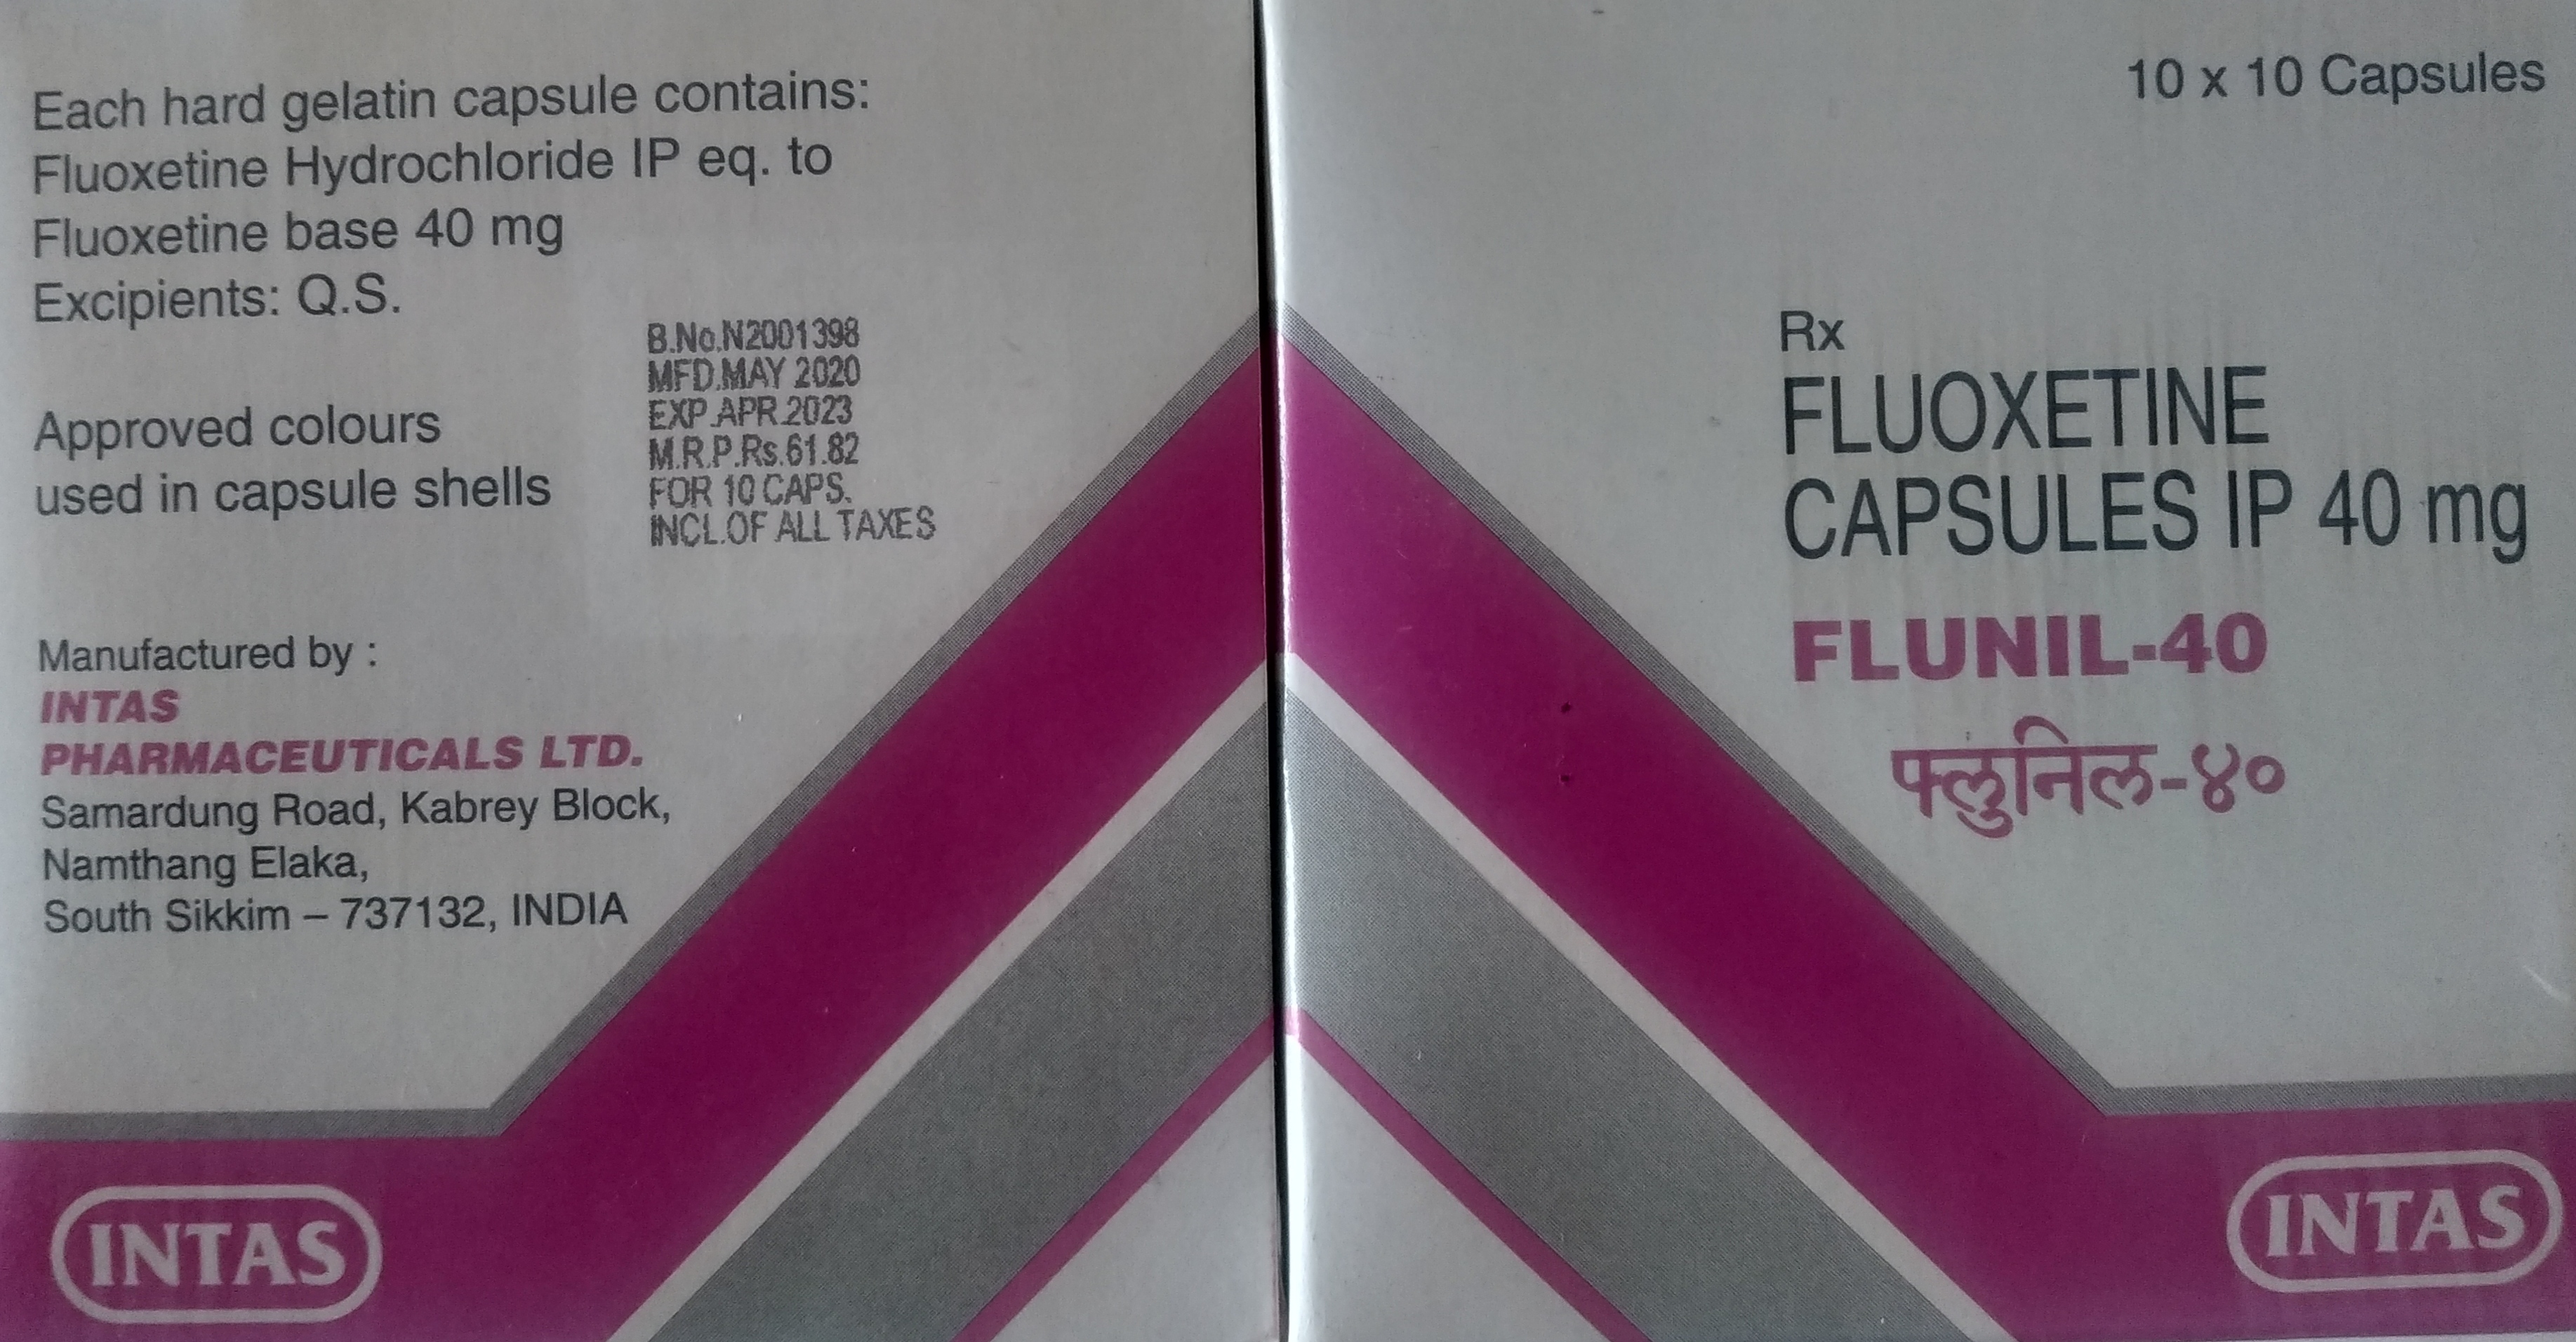 Each hard gelatin capsule contains:
Fluoxetine Hydrochloride IP eq. to
Fluoxetine base 40 mg
Excipients: Q.S.
Approved colours
used in capsule shells
B.No.N2001398
MFD.MAY 2020
EXP.APR.2023
M.R.P.Rs.61.82
FOR 10 CAPS.
INCL.OF ALL TAXES
Manufactured by :
INTAS
PHARMACEUTICALS LTD.
Samardung Road, Kabrey Block,
Namthang Elaka,
South Sikkim – 737132, INDIA
INTAS
10 x 10 Capsules
Rx
FLUOXETINE
CAPSULES IP 40 mg
FLUNIL-40
फ्लुनिल-४०
INTAS